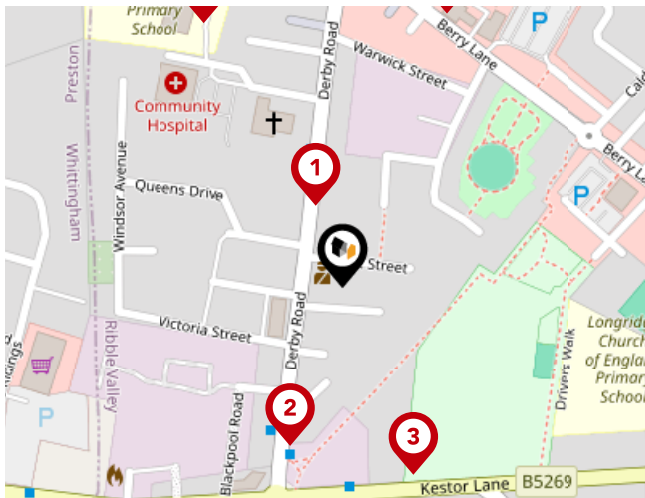 Primary
School
Derby Road
Berry Lane
P
Warwick Street
Preston
Community
Hospital
Whittingham
Windsor Avenue
Queens Drive
1
Berry
P
Street
Victoria Street
Derby Road
Ribble Valley
Longridge
Church
of England
Primary
School
Drivers Walk
P
2
Blackpool Road
3
Kestor Lane
B5269